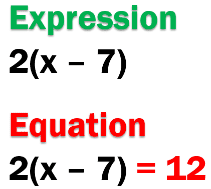 Expression
2(x – 7)
Equation
2(x – 7) = 12